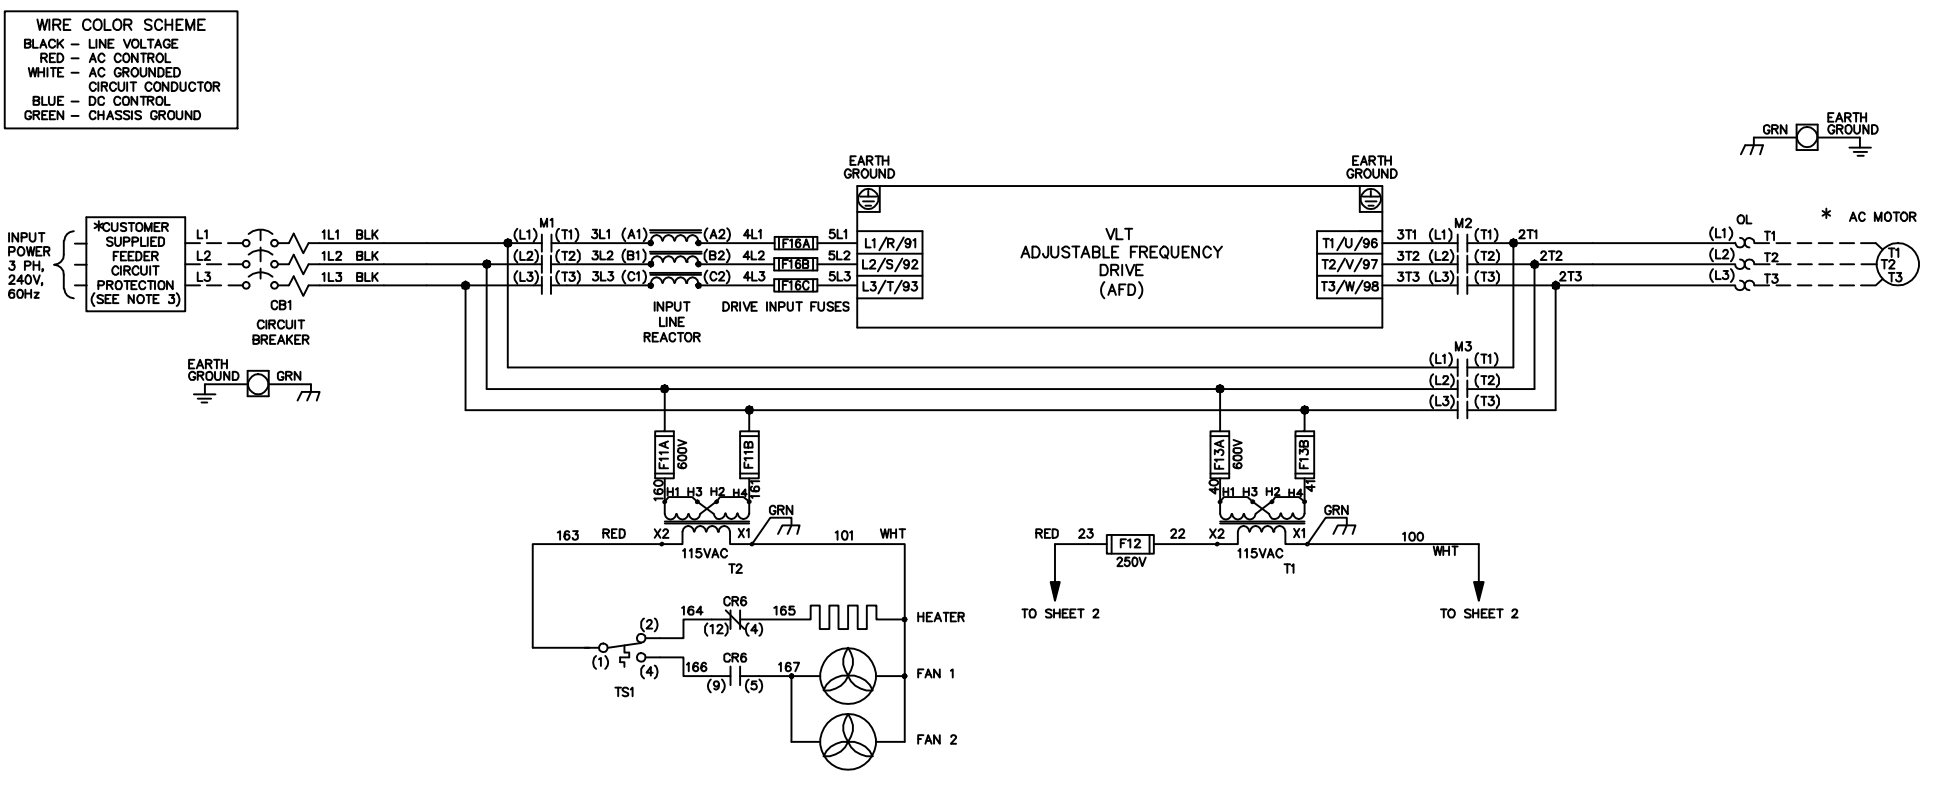 WIRE COLOR SCHEME
BLACK – LINE VOLTAGE
RED – AC CONTROL
WHITE – AC GROUNDED
CIRCUIT CONDUCTOR
BLUE – DC CONTROL
GREEN – CHASSIS GROUND
GRN
EARTH
GROUND
EARTH
GROUND
EARTH
GROUND
INPUT
POWER
3 PH,
240V,
60Hz
*CUSTOMER
SUPPLIED
FEEDER
CIRCUIT
PROTECTION
(SEE NOTE 3)
L1
L2
L3
CB1
CIRCUIT
BREAKER
1L1 BLK
1L2 BLK
1L3 BLK
M1
(L1) (T1) 3L1 (A1) (A2) 4L1 F16A 5L1
(L2) (T2) 3L2 (B1) (B2) 4L2 F16B 5L2
(L3) (T3) 3L3 (C1) (C2) 4L3 F16C 5L3
INPUT
LINE
REACTOR
DRIVE INPUT FUSES
L1/R/91
L2/S/92
L3/T/93
VLT
ADJUSTABLE FREQUENCY
DRIVE
(AFD)
T1/U/96
T2/V/97
T3/W/98
M2
3T1 (L1) (T1) 2T1
3T2 (L2) (T2) 2T2
3T3 (L3) (T3) 2T3
OL
(L1) T1
(L2) T2
(L3) T3
* AC MOTOR
T1
T2
T3
EARTH
GROUND
GRN
M3
(L1) (T1)
(L2) (T2)
(L3) (T3)
F11A
600V
F11B
160
161
H1 H3 H2 H4
GRN
163 RED X2 X1 101 WHT
115VAC
T2
F13A
600V
F13B
40
41
H1 H3 H2 H4
GRN
RED 23 F12 22 X2 X1 100
WHT
250V
115VAC
T1
TO SHEET 2
TO SHEET 2
CR6
164 165
(12) (4)
HEATER
(2)
(1)
(4)
TS1
CR6
166 167
(9) (5)
FAN 1
FAN 2